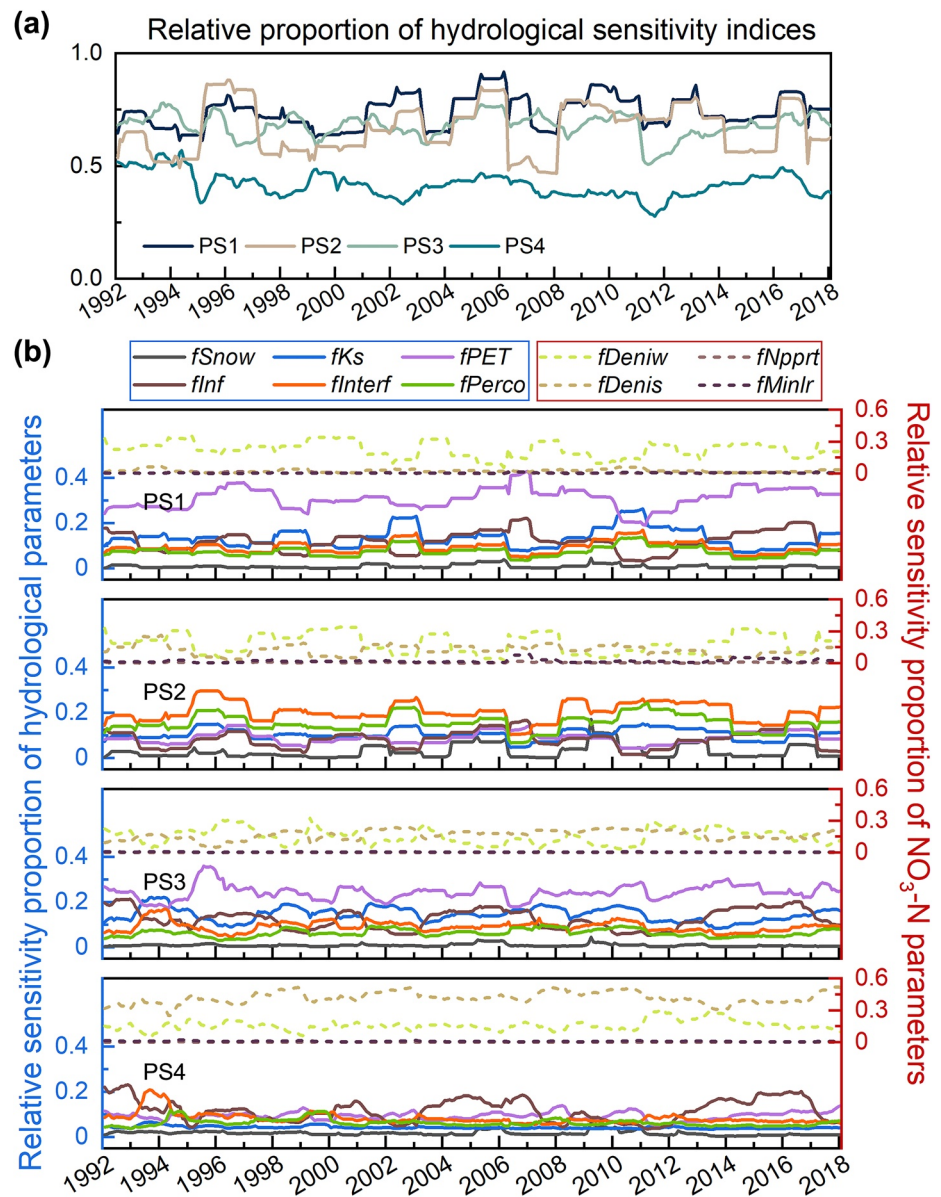 (a)
Relative proportion of hydrological sensitivity indices
1.0
0.5
0.0
PS1 PS2 PS3 PS4
1992 1994 1996 1998 2000 2002 2004 2006 2008 2010 2012 2014 2016 2018
(b)
fSnow fKs fPET fDeniw fNpprt
fInf fInterf fPerco fDenis fMinlr
Relative sensitivity proportion of hydrological parameters
Relative sensitivity proportion of NO3-N parameters
0.6
0.3
0
0.4
PS1
0.2
0
0.6
0.3
0
0.4
PS2
0.2
0
0.6
0.3
0
0.4
PS3
0.2
0
0.6
0.3
0
0.4
PS4
0.2
0
1992 1994 1996 1998 2000 2002 2004 2006 2008 2010 2012 2014 2016 2018